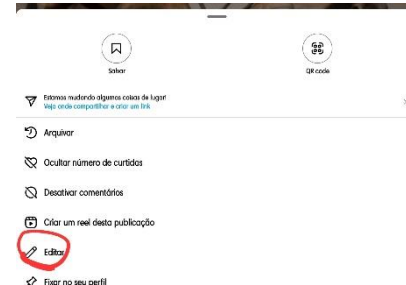 Salvar
QR code
Estamos mudando algumas coisas de lugar!
Veja onde compartilhar e criar um link
Arquivar
Ocultar número de curtidas
Desativar comentários
Criar um reel desta publicação
Editar
Fixar no seu perfil